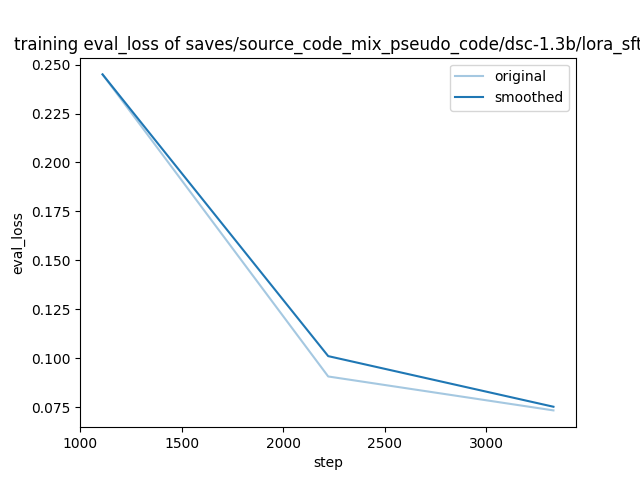 training eval_loss of saves/source_code_mix_pseudo_code/dsc-1.3b/lora_sft
original
smoothed
0.250
0.225
0.200
0.175
0.150
0.125
0.100
0.075
eval_loss
1000 1500 2000 2500 3000
step